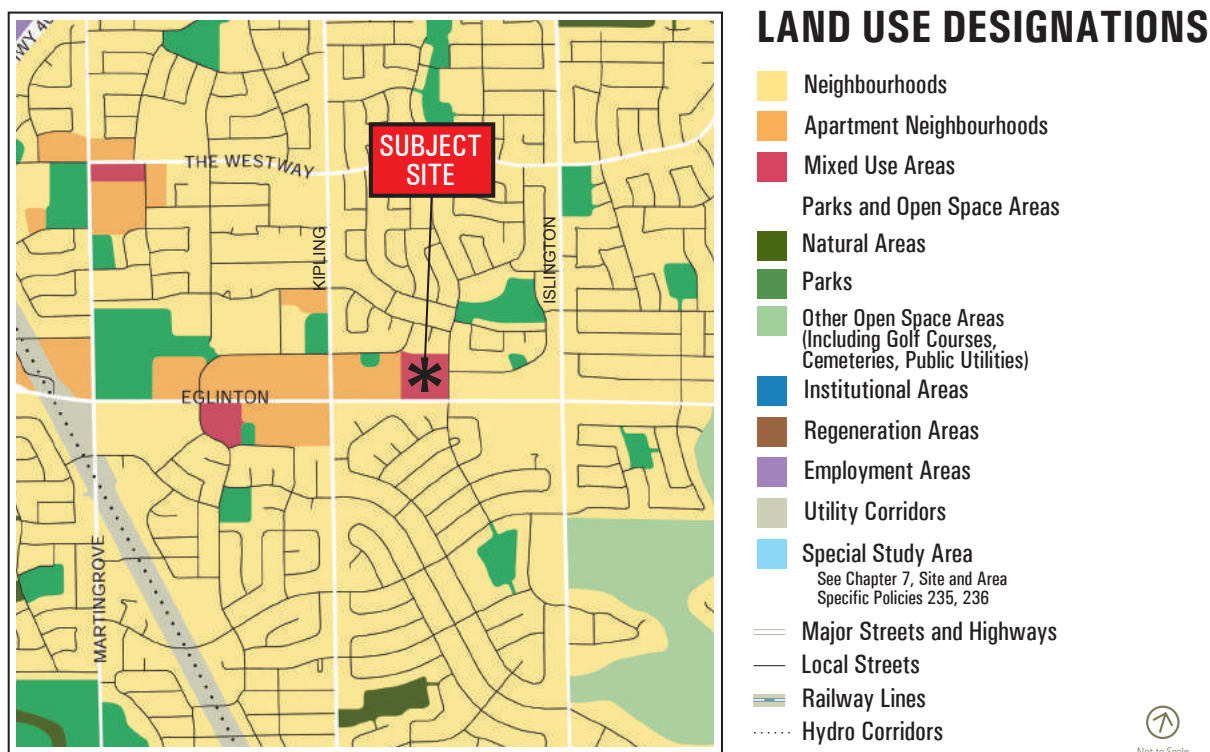 LAND USE DESIGNATIONS
HWY 40
THE WESTWAY
SUBJECT
SITE
KIPLING
ISLINGTON
EGLINTON
MARTINGROVE
*
Neighbourhoods
Apartment Neighbourhoods
Mixed Use Areas
Parks and Open Space Areas
Natural Areas
Parks
Other Open Space Areas
(Including Golf Courses,
Cemeteries, Public Utilities)
Institutional Areas
Regeneration Areas
Employment Areas
Utility Corridors
Special Study Area
See Chapter 7, Site and Area
Specific Policies 235, 236
Major Streets and Highways
Local Streets
Railway Lines
Hydro Corridors
Not to Scale